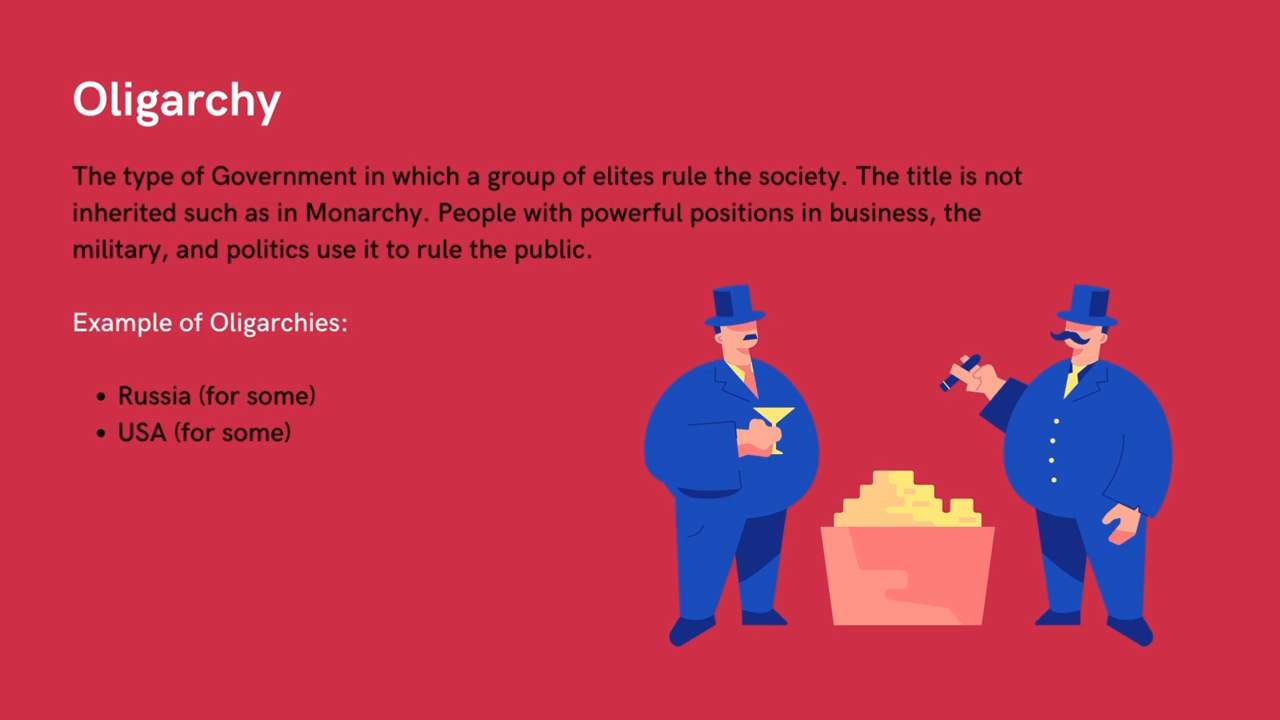 Oligarchy
The type of Government in which a group of elites rule the society. The title is not
inherited such as in Monarchy. People with powerful positions in business, the
military, and politics use it to rule the public.
Example of Oligarchies:
• Russia (for some)
• USA (for some)